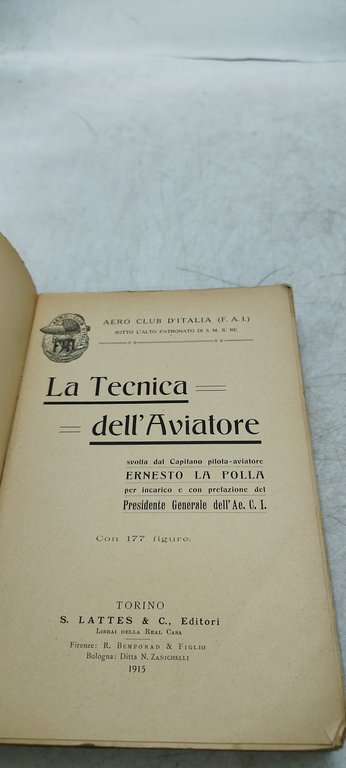 AERO CLUB D'ITALIA (F. A. I.)
SOTTO L'ALTO PATRONATO DI S. M. IL RE.
La Tecnica
dell'Aviatore
svolta dal Capitano pilota-aviatore
ERNESTO LA POLLA
per incarico e con prefazione del
Presidente Generale dell'Ae. C. I.
Con 177 figure.
TORINO
S. LATTES & C., Editori
LIBRAI DELLA REAL CASA
Firenze: R. BEMPORAD & FIGLIO
Bologna: Ditta N. ZANICHELLI
1915